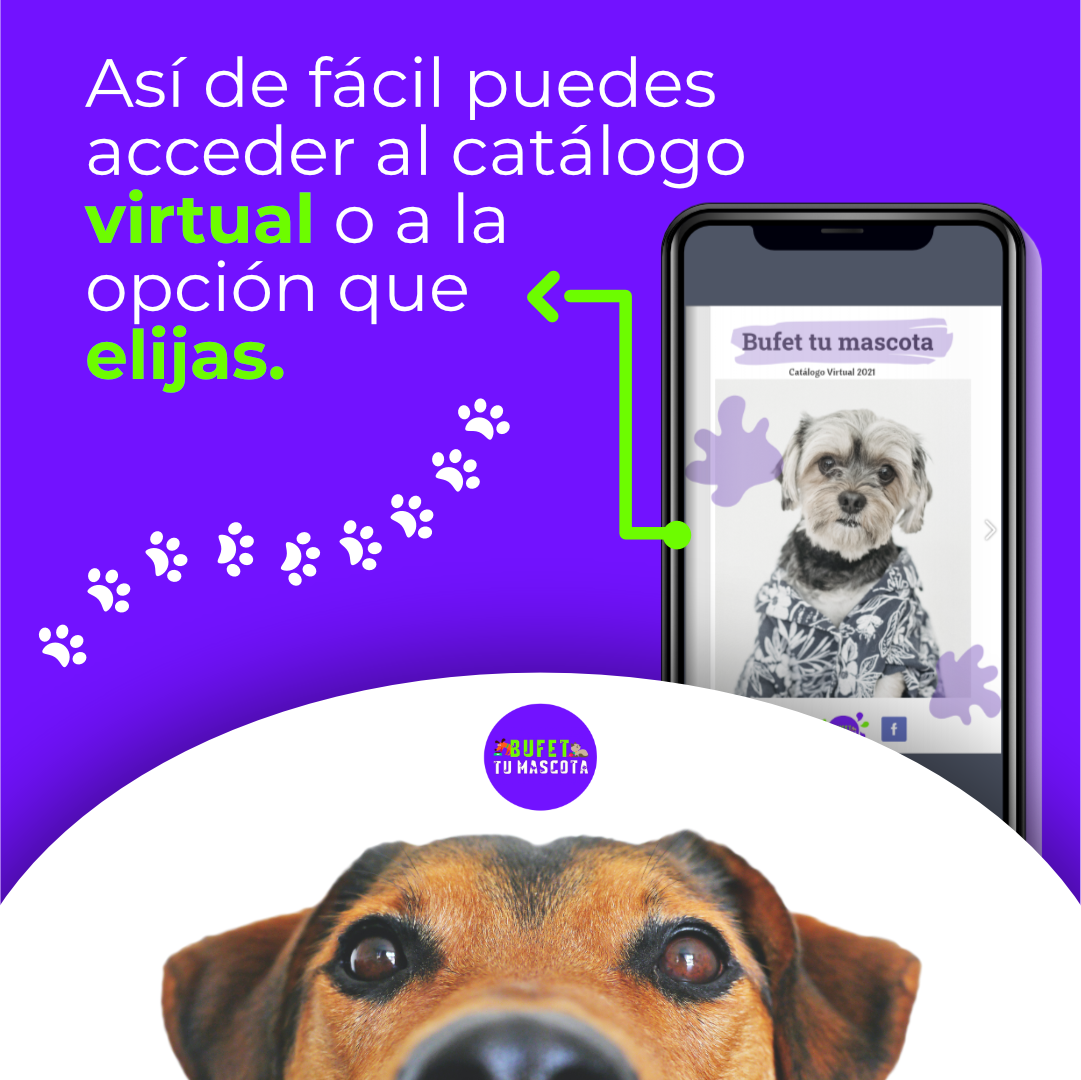 Así de fácil puedes
acceder al catálogo
virtual o a la
opción que
elijas.
Bufet tu mascota
Catálogo Virtual 2021
f
BUFET
TU MASCOTA